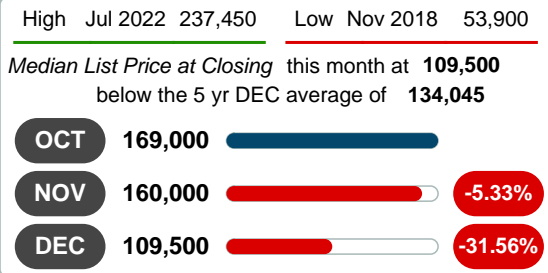 High Jul 2022 237,450 Low Nov 2018 53,900
Median List Price at Closing this month at 109,500
below the 5 yr DEC average of 134,045
OCT 169,000
NOV 160,000 -5.33%
DEC 109,500 -31.56%